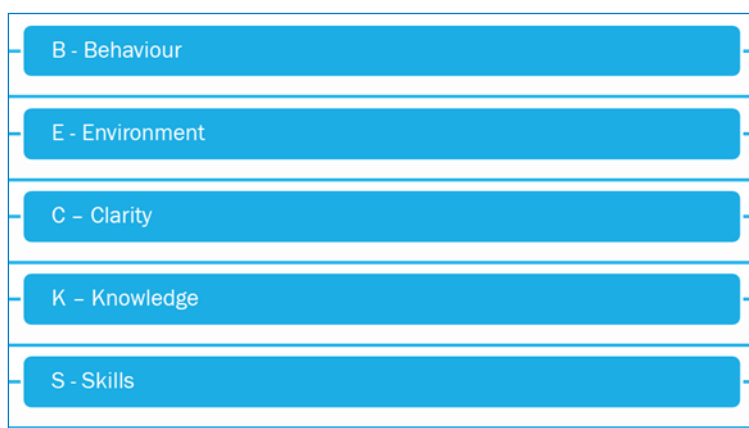 B - Behaviour
E - Environment
C – Clarity
K – Knowledge
S - Skills